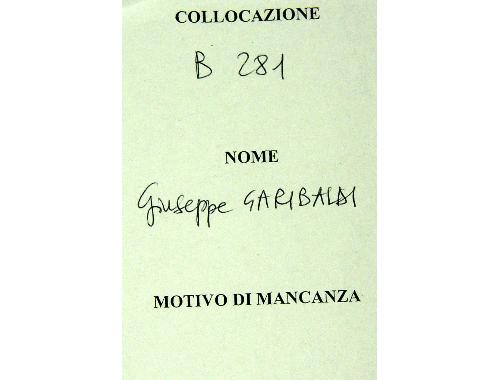 COLLOCAZIONE
B 281
NOME
Giuseppe GARIBALDI
MOTIVO DI MANCANZA